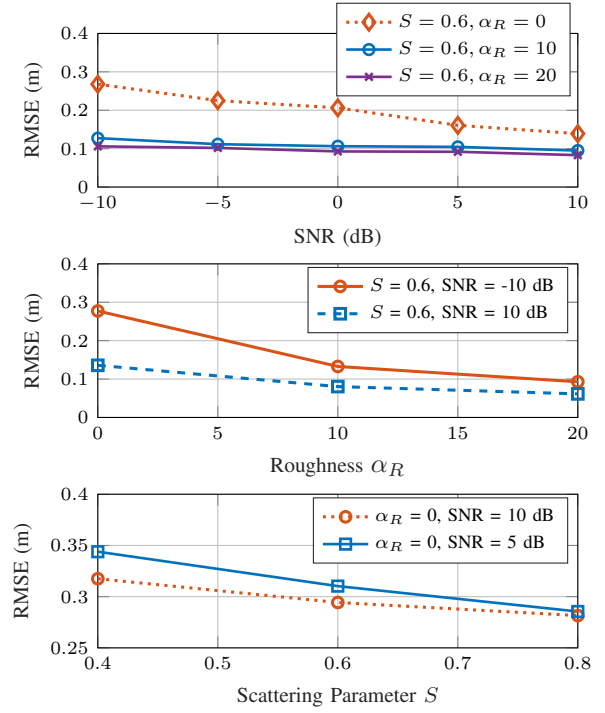 S = 0.6, α_R = 0
S = 0.6, α_R = 10
S = 0.6, α_R = 20
0.4
0.3
0.2
0.1
0
RMSE (m)
−10 −5 0 5 10
SNR (dB)
S = 0.6, SNR = -10 dB
S = 0.6, SNR = 10 dB
0.4
0.3
0.2
0.1
0
RMSE (m)
0 5 10 15 20
Roughness α_R
α_R = 0, SNR = 10 dB
α_R = 0, SNR = 5 dB
0.4
0.35
0.3
0.25
RMSE (m)
0.4 0.5 0.6 0.7 0.8
Scattering Parameter S